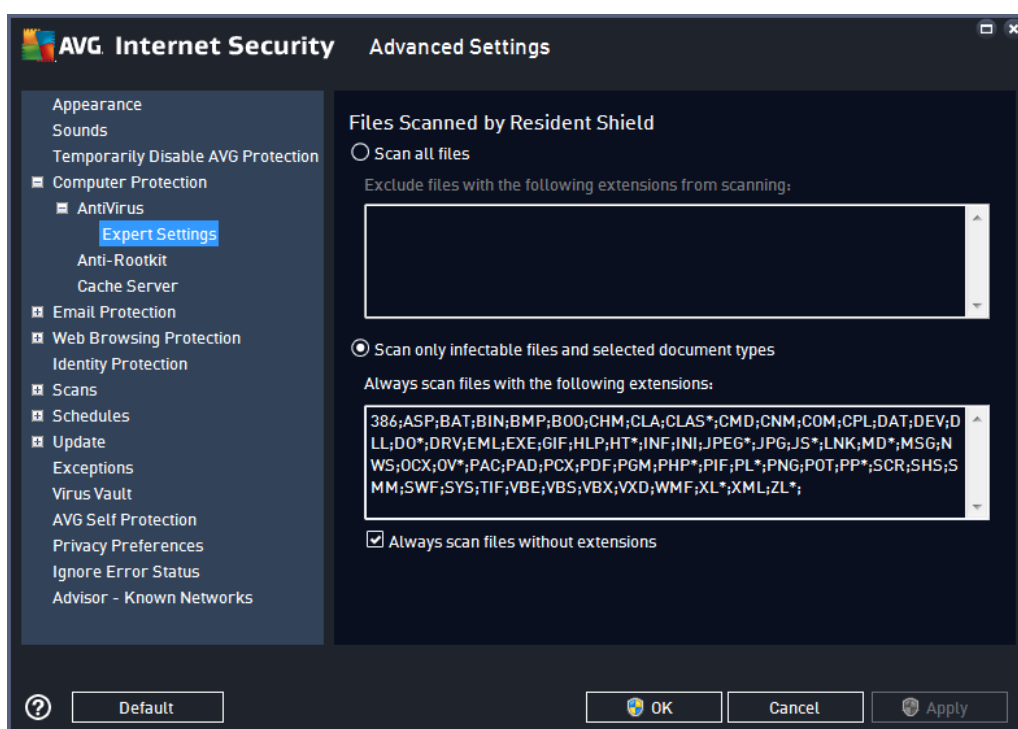 AVG. Internet Security Advanced Settings
Appearance
Sounds
Temporarily Disable AVG Protection
Computer Protection
AntiVirus
Expert Settings
Anti-Rootkit
Cache Server
Email Protection
Web Browsing Protection
Identity Protection
Scans
Schedules
Update
Exceptions
Virus Vault
AVG Self Protection
Privacy Preferences
Ignore Error Status
Advisor - Known Networks
Files Scanned by Resident Shield
Scan all files
Exclude files with the following extensions from scanning:
Scan only infectable files and selected document types
Always scan files with the following extensions:
386;ASP;BAT;BIN;BMP;BOO;CHM;CLA;CLAS*;CMD;CNM;COM;CPL;DAT;DEV;D
LL;DO*;DRV;EML;EXE;GIF;HLP;HT*;INF;INI;JPEG*;JPG;JS*;LNK;MD*;MSG;N
WS;OCX;OV*;PAC;PAD;PCX;PDF;PGM;PHP*;PIF;PL*;PNG;POT;PP*;SCR;SHS;S
MM;SWF;SYS;TIF;VBE;VBS;VBX;VXD;WMF;XL*;XML;ZL*;
Always scan files without extensions
? Default OK Cancel Apply